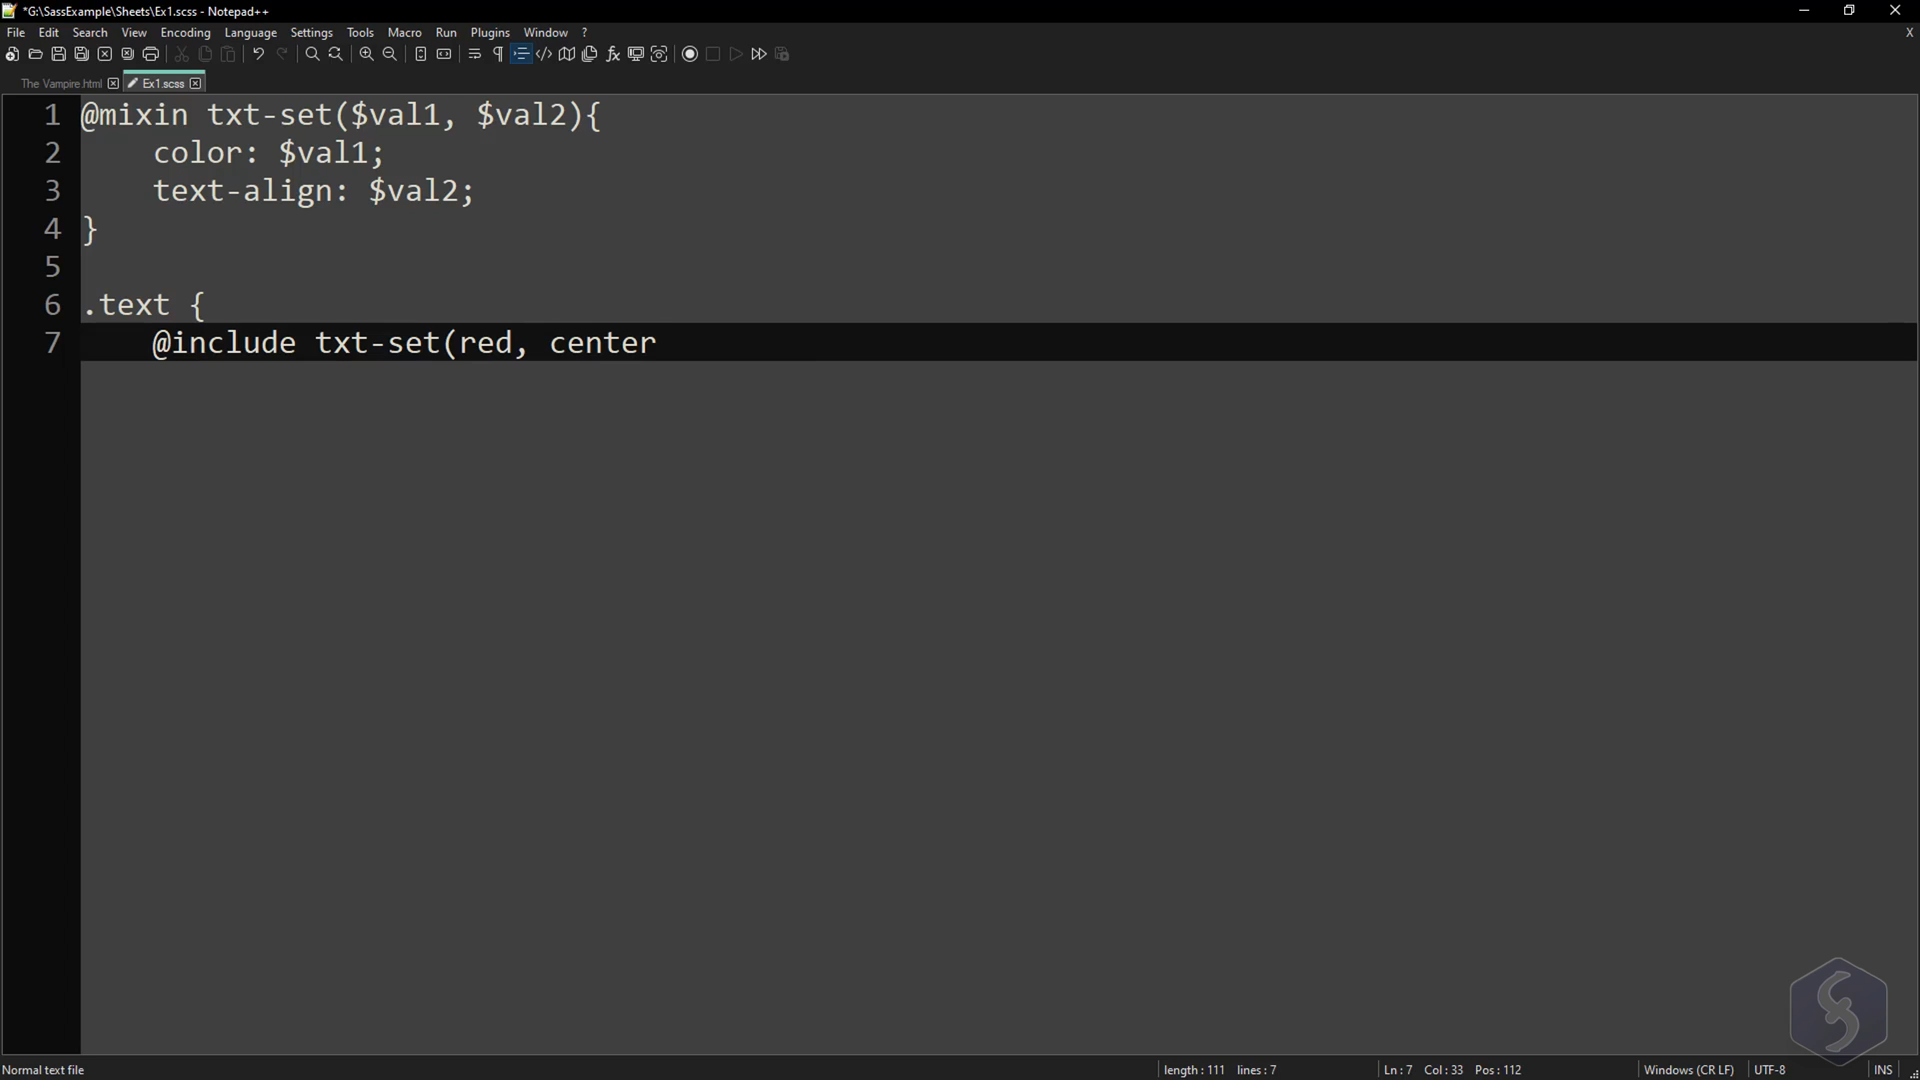 *G:\SassExample\Sheets\Ex1.scss - Notepad++
File Edit Search View Encoding Language Settings Tools Macro Run Plugins Window ? X
The Vampire.html Ex1.scss
1 @mixin txt-set($val1, $val2){
2     color: $val1;
3     text-align: $val2;
4 }
5
6 .text {
7     @include txt-set(red, center
Normal text file length : 111 lines : 7 Ln : 7 Col : 33 Pos : 112 Windows (CR LF) UTF-8 INS